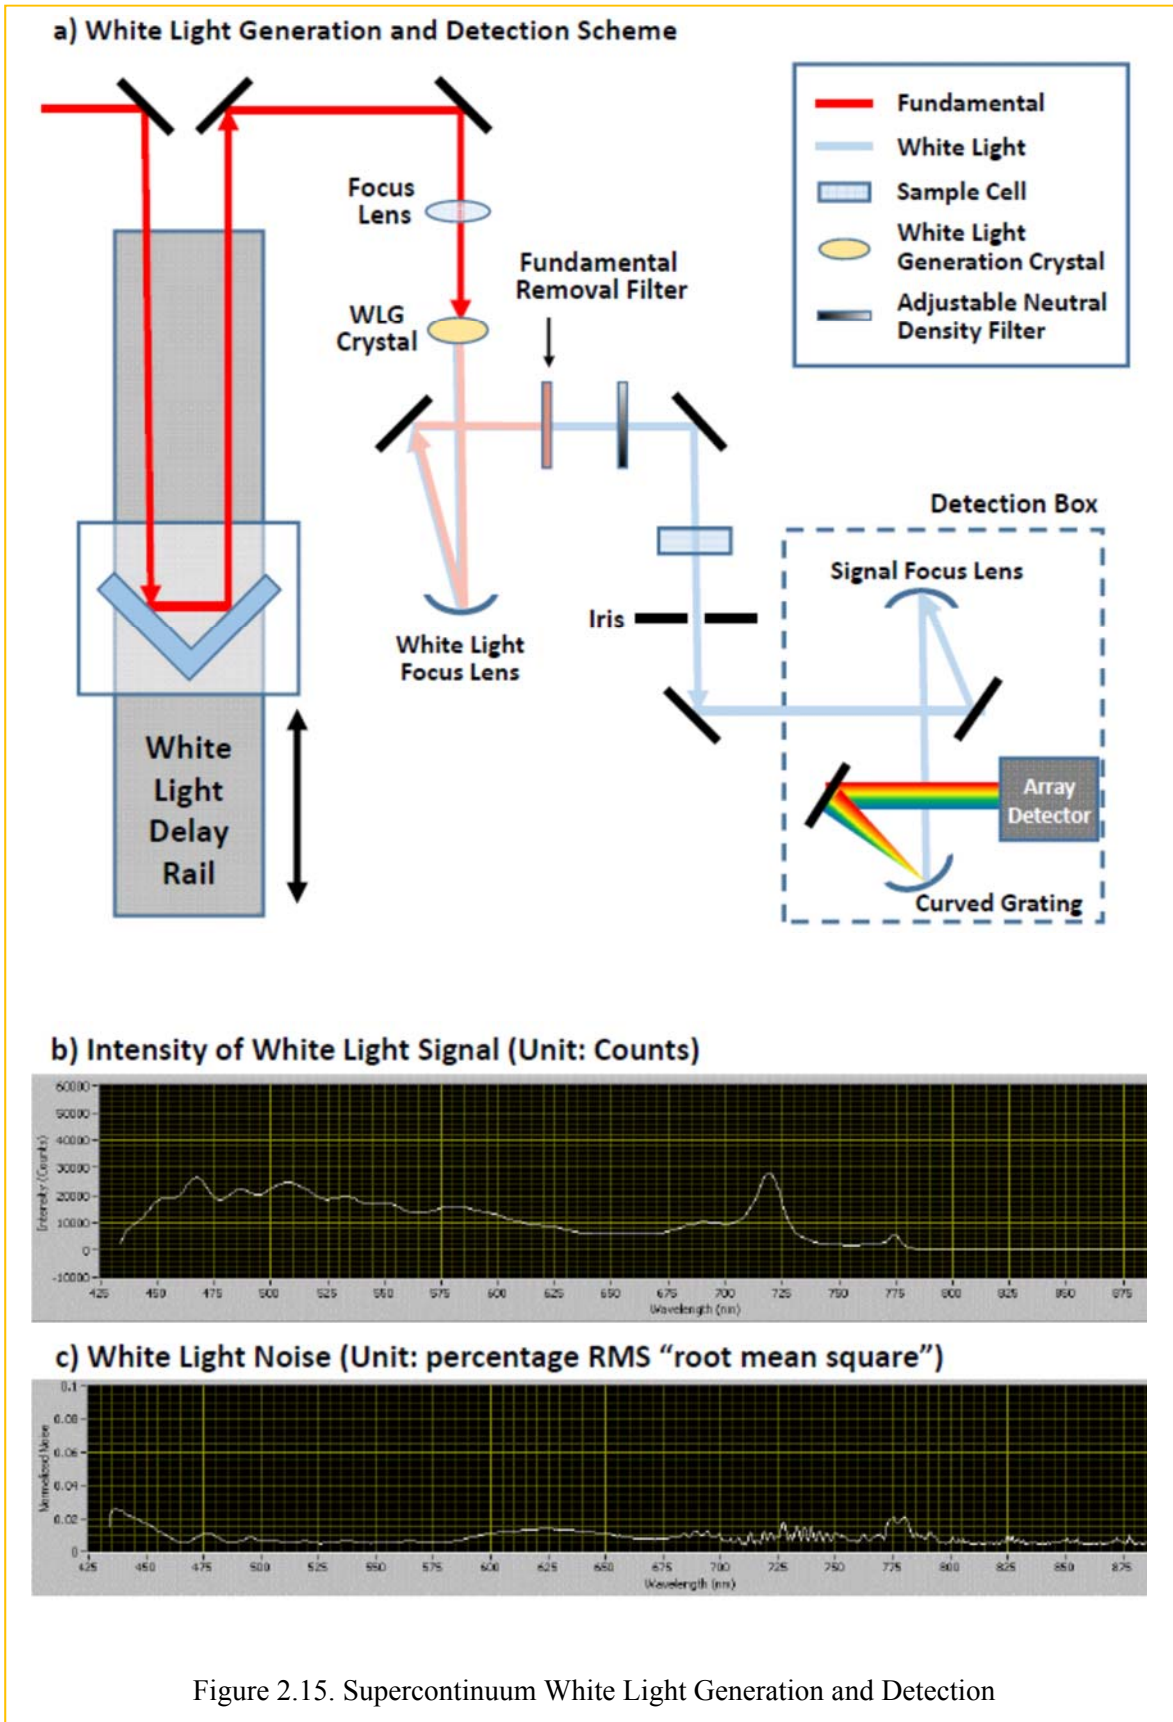 a) White Light Generation and Detection Scheme
Fundamental
White Light
Sample Cell
White Light
Generation Crystal
Adjustable Neutral
Density Filter
Focus
Lens
WLG
Crystal
Fundamental
Removal Filter
White Light
Focus Lens
Iris
Detection Box
Signal Focus Lens
Array
Detector
Curved Grating
White
Light
Delay
Rail
b) Intensity of White Light Signal (Unit: Counts)
Intensity (Counts)
60000
50000
40000
30000
20000
10000
0
-10000
425 450 475 500 525 550 575 600 625 650 675 700 725 750 775 800 825 850 875
Wavelength (nm)
c) White Light Noise (Unit: percentage RMS “root mean square”)
Normalized Noise
0.1
0.08
0.06
0.04
0.02
0
425 450 475 500 525 550 575 600 625 650 675 700 725 750 775 800 825 850 875
Wavelength (nm)
Figure 2.15. Supercontinuum White Light Generation and Detection